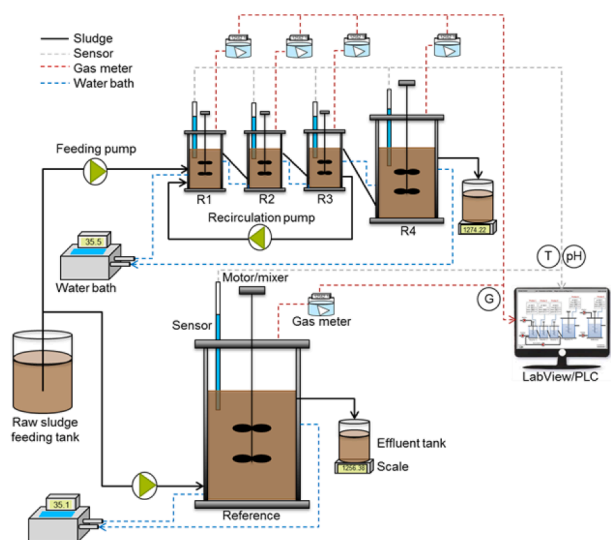 Sludge
Sensor
Gas meter
Water bath
Feeding pump
R1
R2
R3
R4
Recirculation pump
1274.22
35.5
Water bath
Motor/mixer
T
pH
Sensor
Gas meter
G
LabView/PLC
Raw sludge
feeding tank
Effluent tank
1256.38
Scale
35.1
Reference